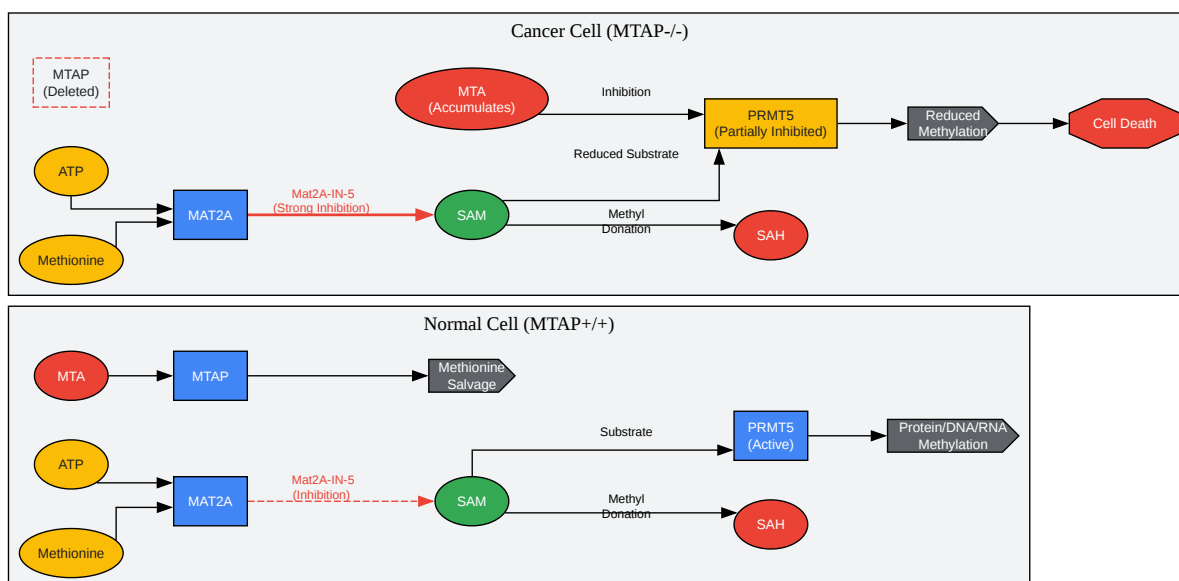 Cancer Cell (MTAP-/-)
MTAP
(Deleted)
MTA
(Accumulates)
Inhibition
PRMT5
(Partially Inhibited)
Reduced
Methylation
Cell Death
Reduced Substrate
ATP
MAT2A
Mat2A-IN-5
(Strong Inhibition)
SAM
Methyl
Donation
SAH
Methionine
Normal Cell (MTAP+/+)
MTA
MTAP
Methionine
Salvage
Substrate
PRMT5
(Active)
Protein/DNA/RNA
Methylation
ATP
MAT2A
Mat2A-IN-5
(Inhibition)
SAM
Methyl
Donation
SAH
Methionine